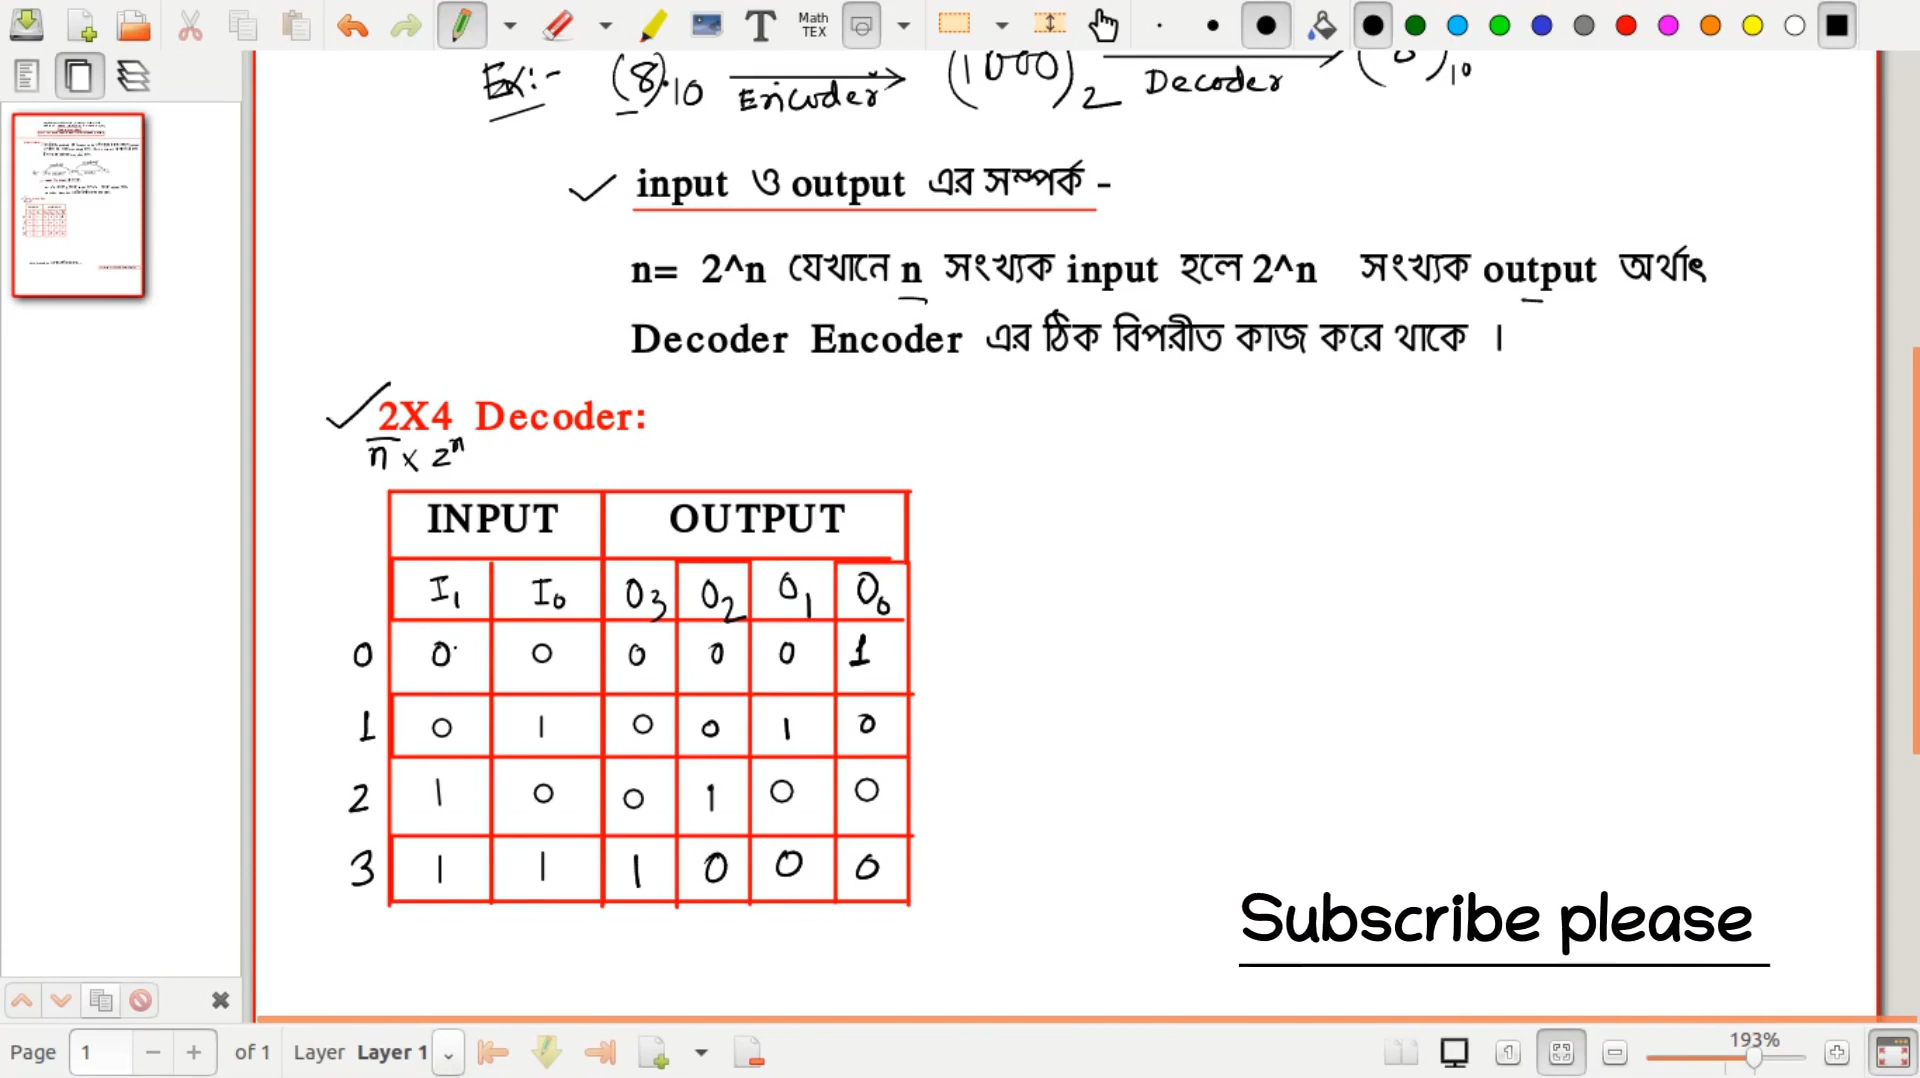 Math
TEX
Ex:- (8)10 Encoder (1000)2 Decoder ( )10
input ও output এর সম্পর্ক -
n= 2^n যেখানে n সংখ্যক input হলে 2^n সংখ্যক output অর্থাৎ
Decoder Encoder এর ঠিক বিপরীত কাজ করে থাকে ।
2X4 Decoder:
n × 2^n
INPUT OUTPUT
I1 I0 O3 O2 O1 O0
0 0 0 0 0 0 1
1 0 1 0 0 1 0
2 1 0 0 1 0 0
3 1 1 1 0 0 0
Subscribe please
Page 1 of 1 Layer Layer 1 193%